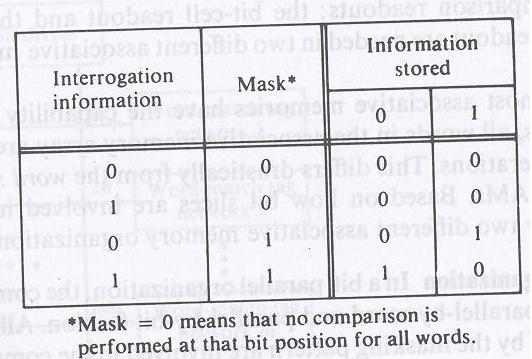 Interrogation information
Mask*
Information stored
0 1
0 0 0 0
1 0 0 0
0 1 0 1
1 1 1 0
*Mask = 0 means that no comparison is
performed at that bit position for all words.